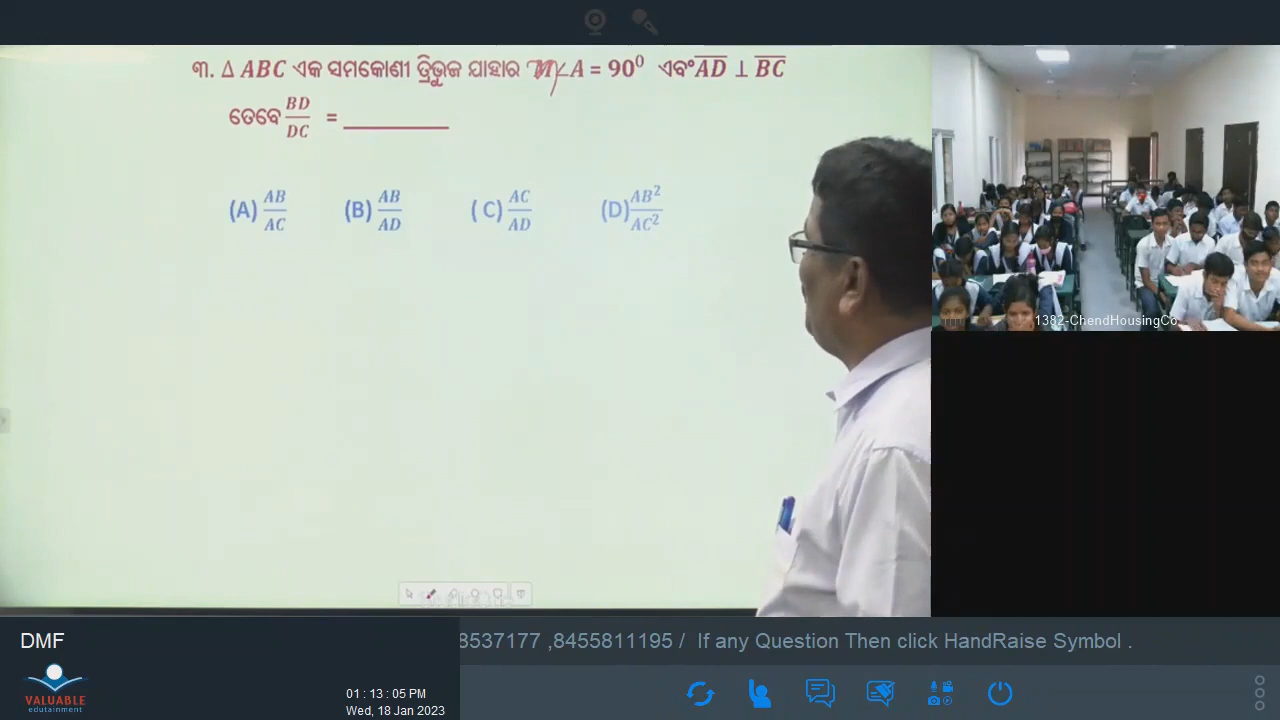 ୩. Δ ABC ଏକ ସମକୋଣୀ ତ୍ରିଭୁଜ ଯାହାର ∠A = 90⁰ ଏବଂ AD ⊥ BC
ତେବେ BD/DC = ________
(A) AB/AC (B) AB/AD ( C) AC/AD (D) AB²/AC²
1382-ChendHousingCo
DMF
8537177 ,8455811195 / If any Question Then click HandRaise Symbol .
VALUABLE
edutainment
01 : 13 : 05 PM
Wed, 18 Jan 2023